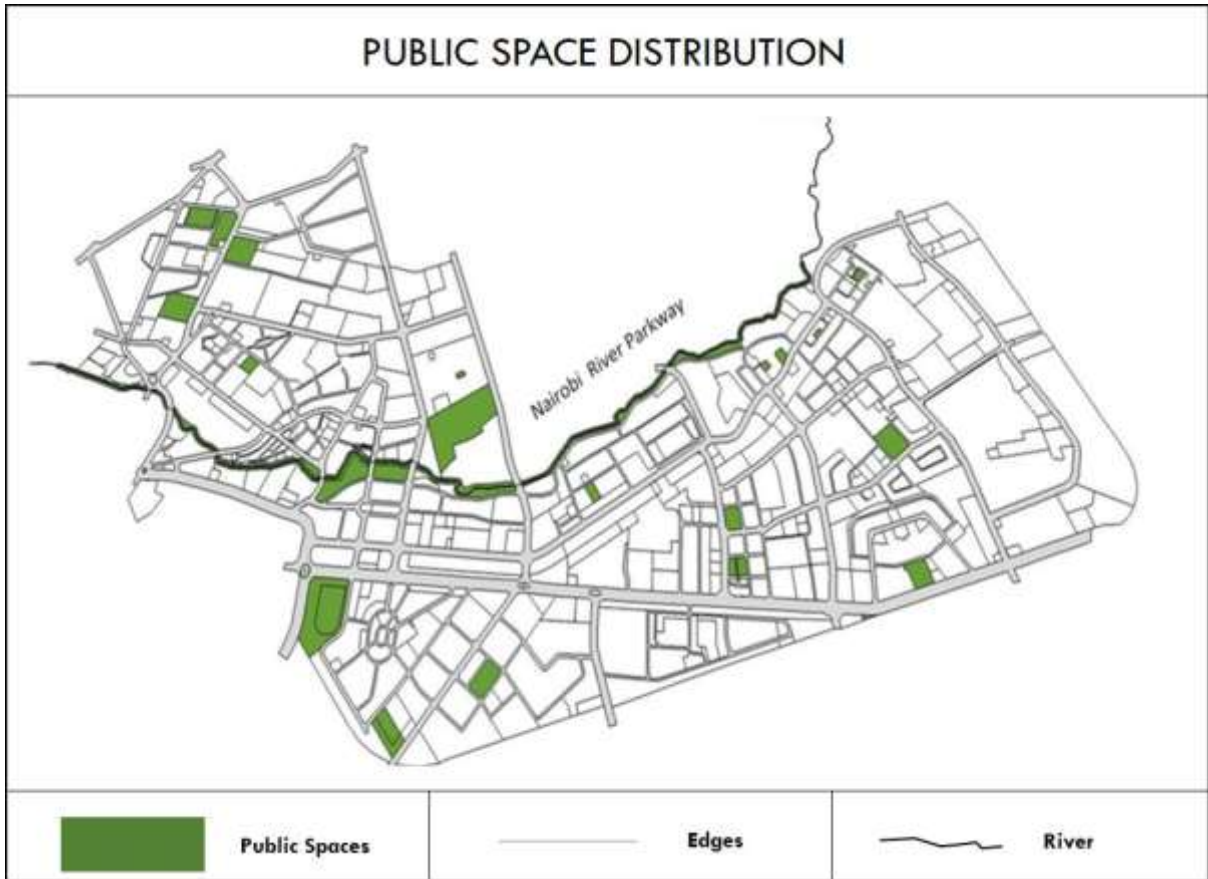 PUBLIC SPACE DISTRIBUTION
Nairobi River Parkway
Public Spaces
Edges
River